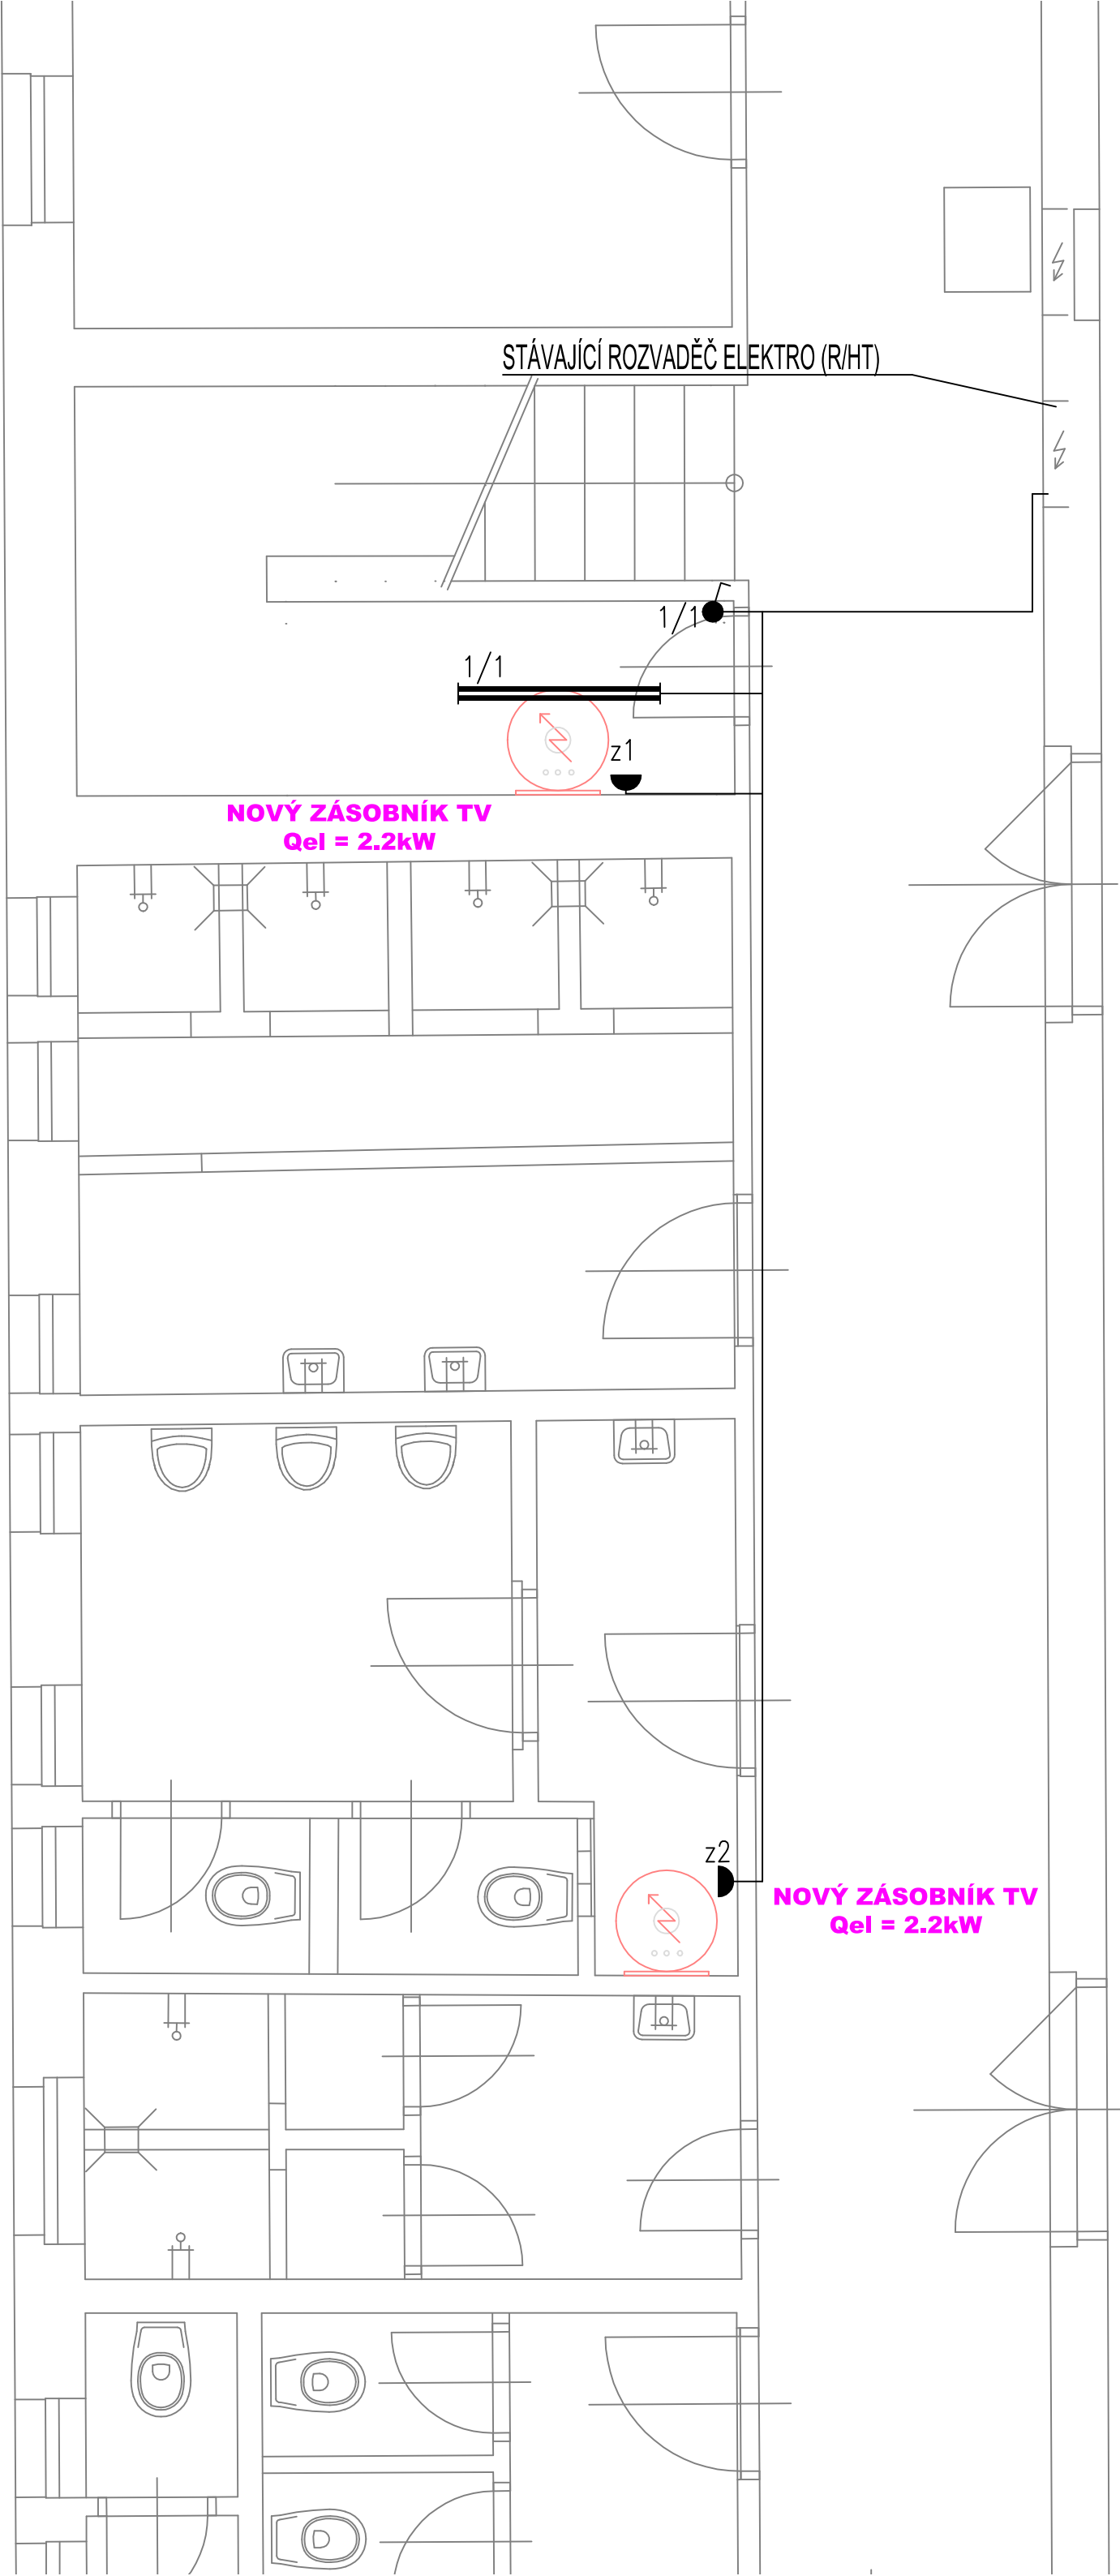 STÁVAJÍCÍ ROZVADĚČ ELEKTRO (R/HT)
1/1
1/1
z1
NOVÝ ZÁSOBNÍK TV
Qel = 2.2kW
z2
NOVÝ ZÁSOBNÍK TV
Qel = 2.2kW